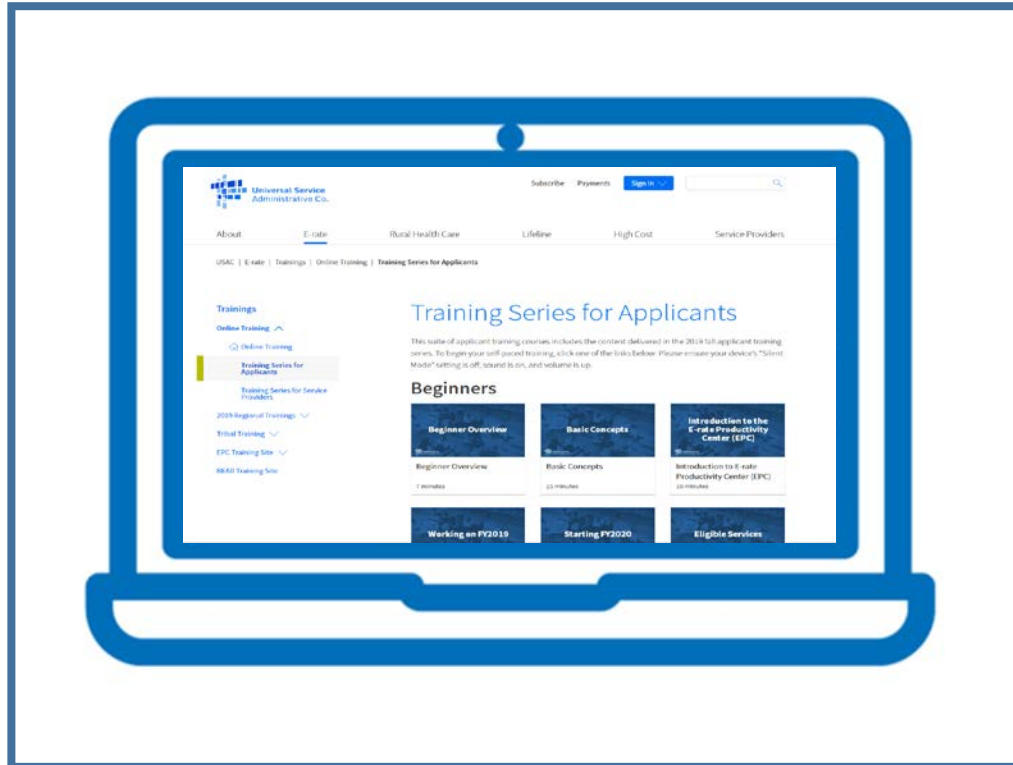 Universal Service
Administrative Co.
Subscribe Payments Sign In
About E-rate Rural Health Care Lifeline High Cost Service Providers
USAC | E-rate | Trainings | Online Training | Training Series for Applicants
Trainings
Online Training
Online Training
Training Series for
Applicants
Training Series for Service
Providers
2019 Regional Trainings
Tribal Training
EPC Training Site
BEAR Training Site
Training Series for Applicants
This suite of applicant training courses includes the content delivered in the 2019 fall applicant training
series. To begin your self-paced training, click one of the links below. Please ensure your device's "Silent
Mode" setting is off, sound is on, and volume is up.
Beginners
Beginner Overview
Beginner Overview
7 minutes
Basic Concepts
Basic Concepts
15 minutes
Introduction to the
E-rate Productivity
Center (EPC)
Introduction to E-rate
Productivity Center (EPC)
minutes
Working on FY2019
Starting FY2020
Eligible Services